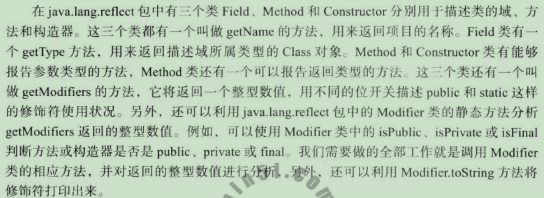 在 java.lang.reflect 包中有三个类 Field、Method 和 Constructor 分别用于描述类的域、方
法和构造器。这三个类都有一个叫做 getName 的方法，用来返回项目的名称。Field 类有一
个 getType 方法，用来返回描述域所属类型的 Class 对象。Method 和 Constructor 类有能够
报告参数类型的方法，Method 类还有一个可以报告返回类型的方法。这三个类还有一个叫
做 getModifiers 的方法，它将返回一个整型数值，用不同的位开关描述 public 和 static 这样
的修饰符使用状况。另外，还可以利用 java.lang.reflect 包中的 Modifier 类的静态方法分析
getModifiers 返回的整型数值。例如，可以使用 Modifier 类中的 isPublic、isPrivate 或 isFinal
判断方法或构造器是否是 public、private 或 final。我们需要做的全部工作就是调用 Modifier
类的相应方法，并对返回的整型数值进行分析，另外，还可以利用 Modifier.toString 方法将
修饰符打印出来。